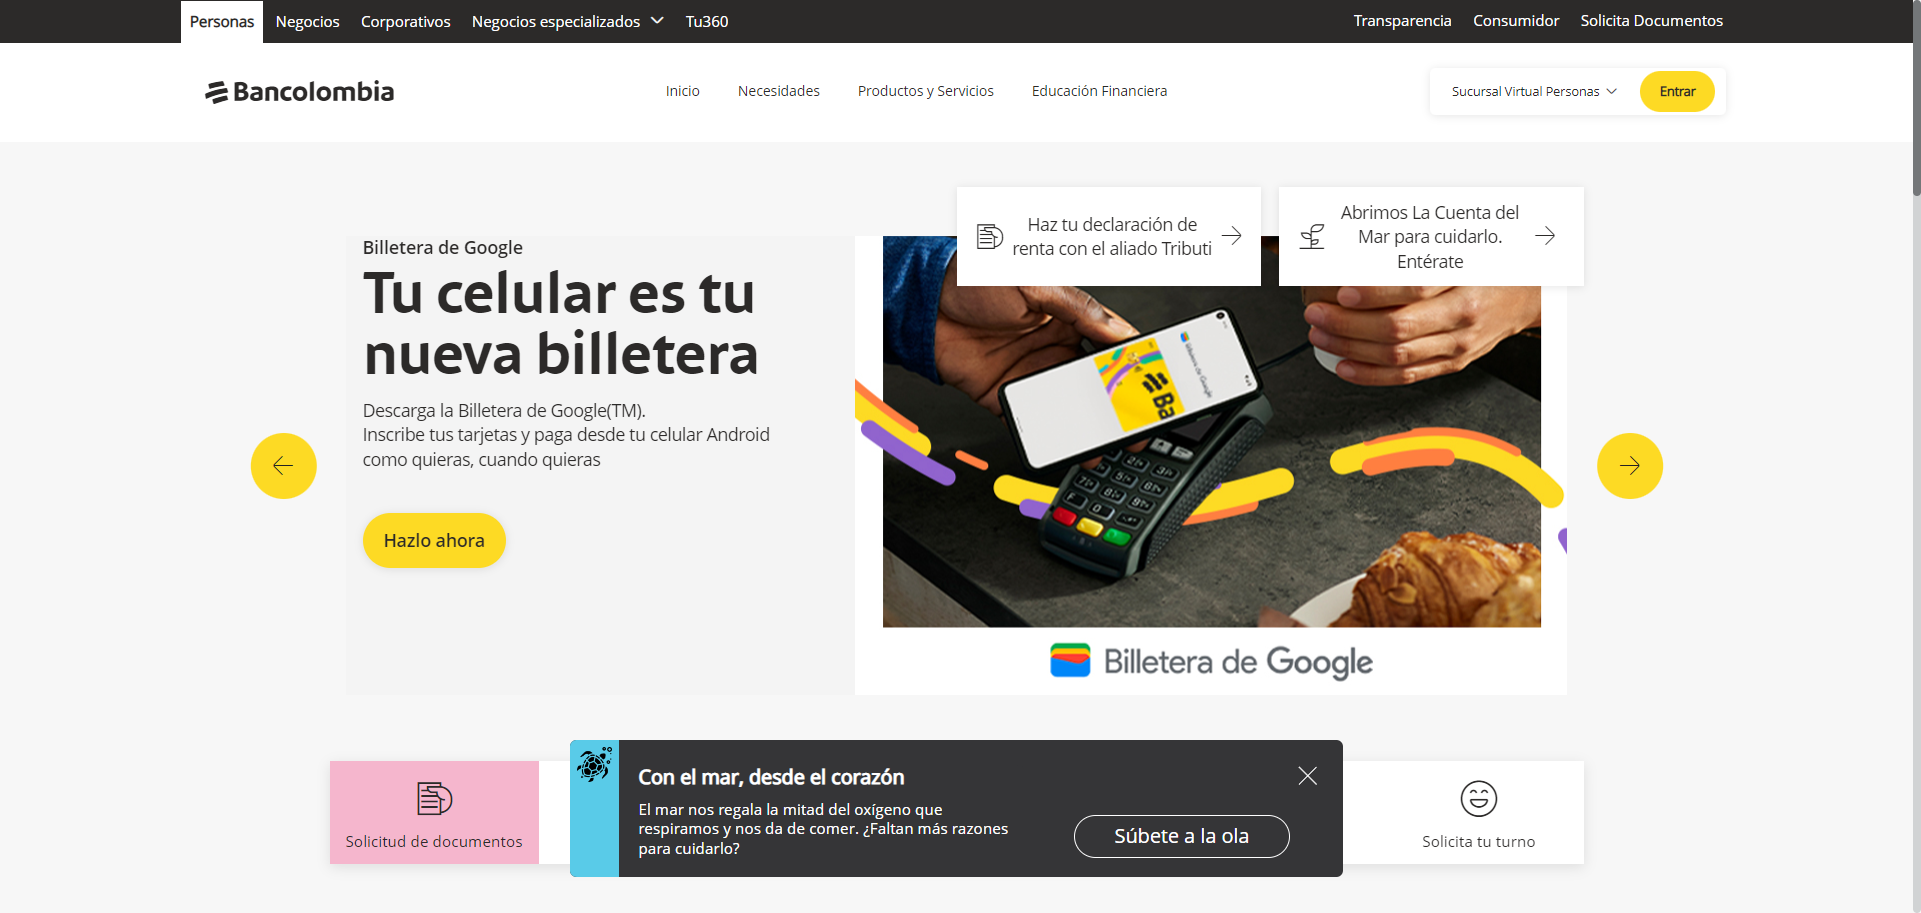 Personas Negocios Corporativos Negocios especializados Tu360 Transparencia Consumidor Solicita Documentos
Bancolombia Inicio Necesidades Productos y Servicios Educación Financiera Sucursal Virtual Personas Entrar
Haz tu declaración de
renta con el aliado Tributi
Abrimos La Cuenta del
Mar para cuidarlo.
Entérate
Billetera de Google
Tu celular es tu
nueva billetera
Descarga la Billetera de Google(TM).
Inscribe tus tarjetas y paga desde tu celular Android
como quieras, cuando quieras
Hazlo ahora
Billetera de Google
Ba
Billetera de Google
Solicitud de documentos
Con el mar, desde el corazón
El mar nos regala la mitad del oxígeno que
respiramos y nos da de comer. ¿Faltan más razones
para cuidarlo?
Súbete a la ola
Solicita tu turno